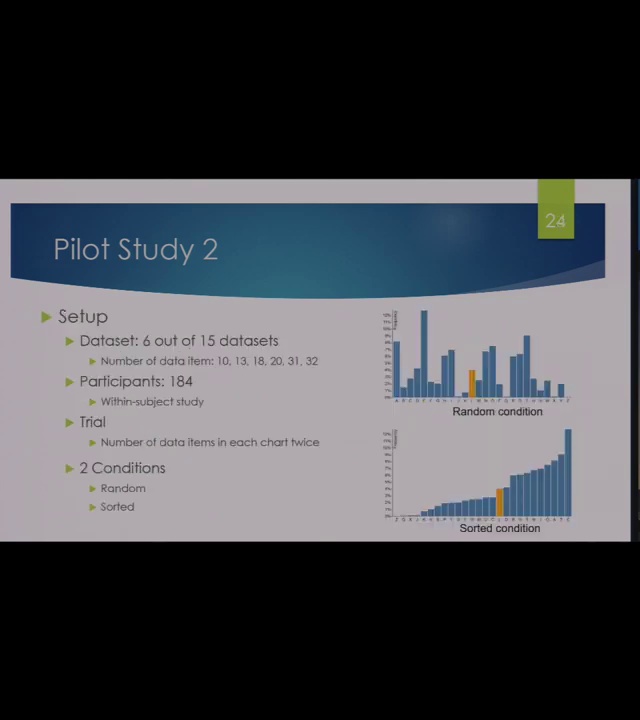 24
Pilot Study 2
Setup
Dataset: 6 out of 15 datasets
Number of data item: 10, 13, 18, 20, 31, 32
Participants: 184
Within-subject study
Trial
Number of data items in each chart twice
2 Conditions
Random
Sorted
Random condition
Sorted condition